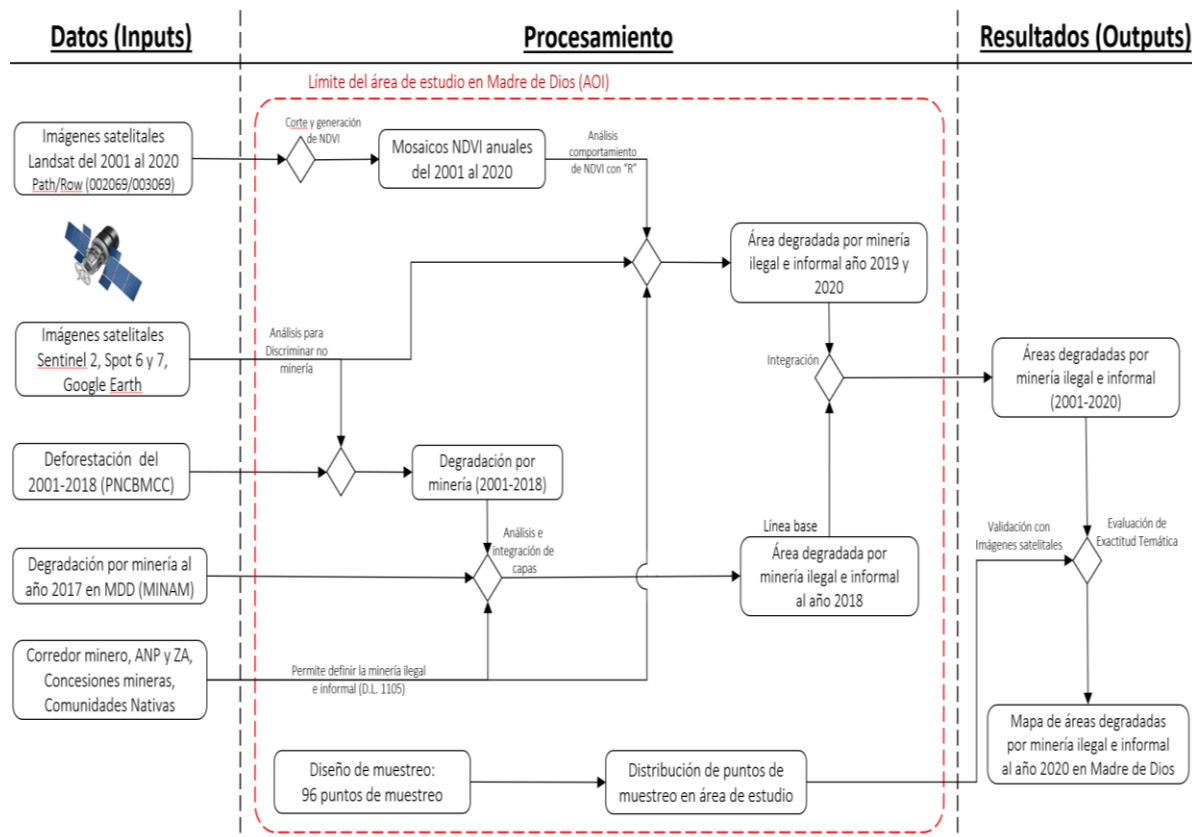 Datos (Inputs)
Procesamiento
Resultados (Outputs)
Límite del área de estudio en Madre de Dios (AOI)
Imágenes satelitales
Landsat del 2001 al 2020
Path/Row (002069/003069)
Corte y generación
de NDVI
Mosaicos NDVI anuales
del 2001 al 2020
Análisis
comportamiento
de NDVI con "R"
Área degradada por minería
ilegal e informal año 2019 y
2020
Imágenes satelitales
Sentinel 2, Spot 6 y 7,
Google Earth
Análisis para
Discriminar no
minería
Integración
Áreas degradadas por
minería ilegal e informal
(2001-2020)
Deforestación del
2001-2018 (PNCBMCC)
Degradación por
minería (2001-2018)
Análisis e
integración de
capas
Línea base
Área degradada por
minería ilegal e informal
al año 2018
Validación con
Imágenes satelitales
Evaluación de
Exactitud Temática
Degradación por minería al
año 2017 en MDD (MINAM)
Corredor minero, ANP y ZA,
Concesiones mineras,
Comunidades Nativas
Permite definir la minería ilegal
e informal (D.L. 1105)
Mapa de áreas degradadas
por minería ilegal e informal
al año 2020 en Madre de Dios
Diseño de muestreo:
96 puntos de muestreo
Distribución de puntos de
muestreo en área de estudio